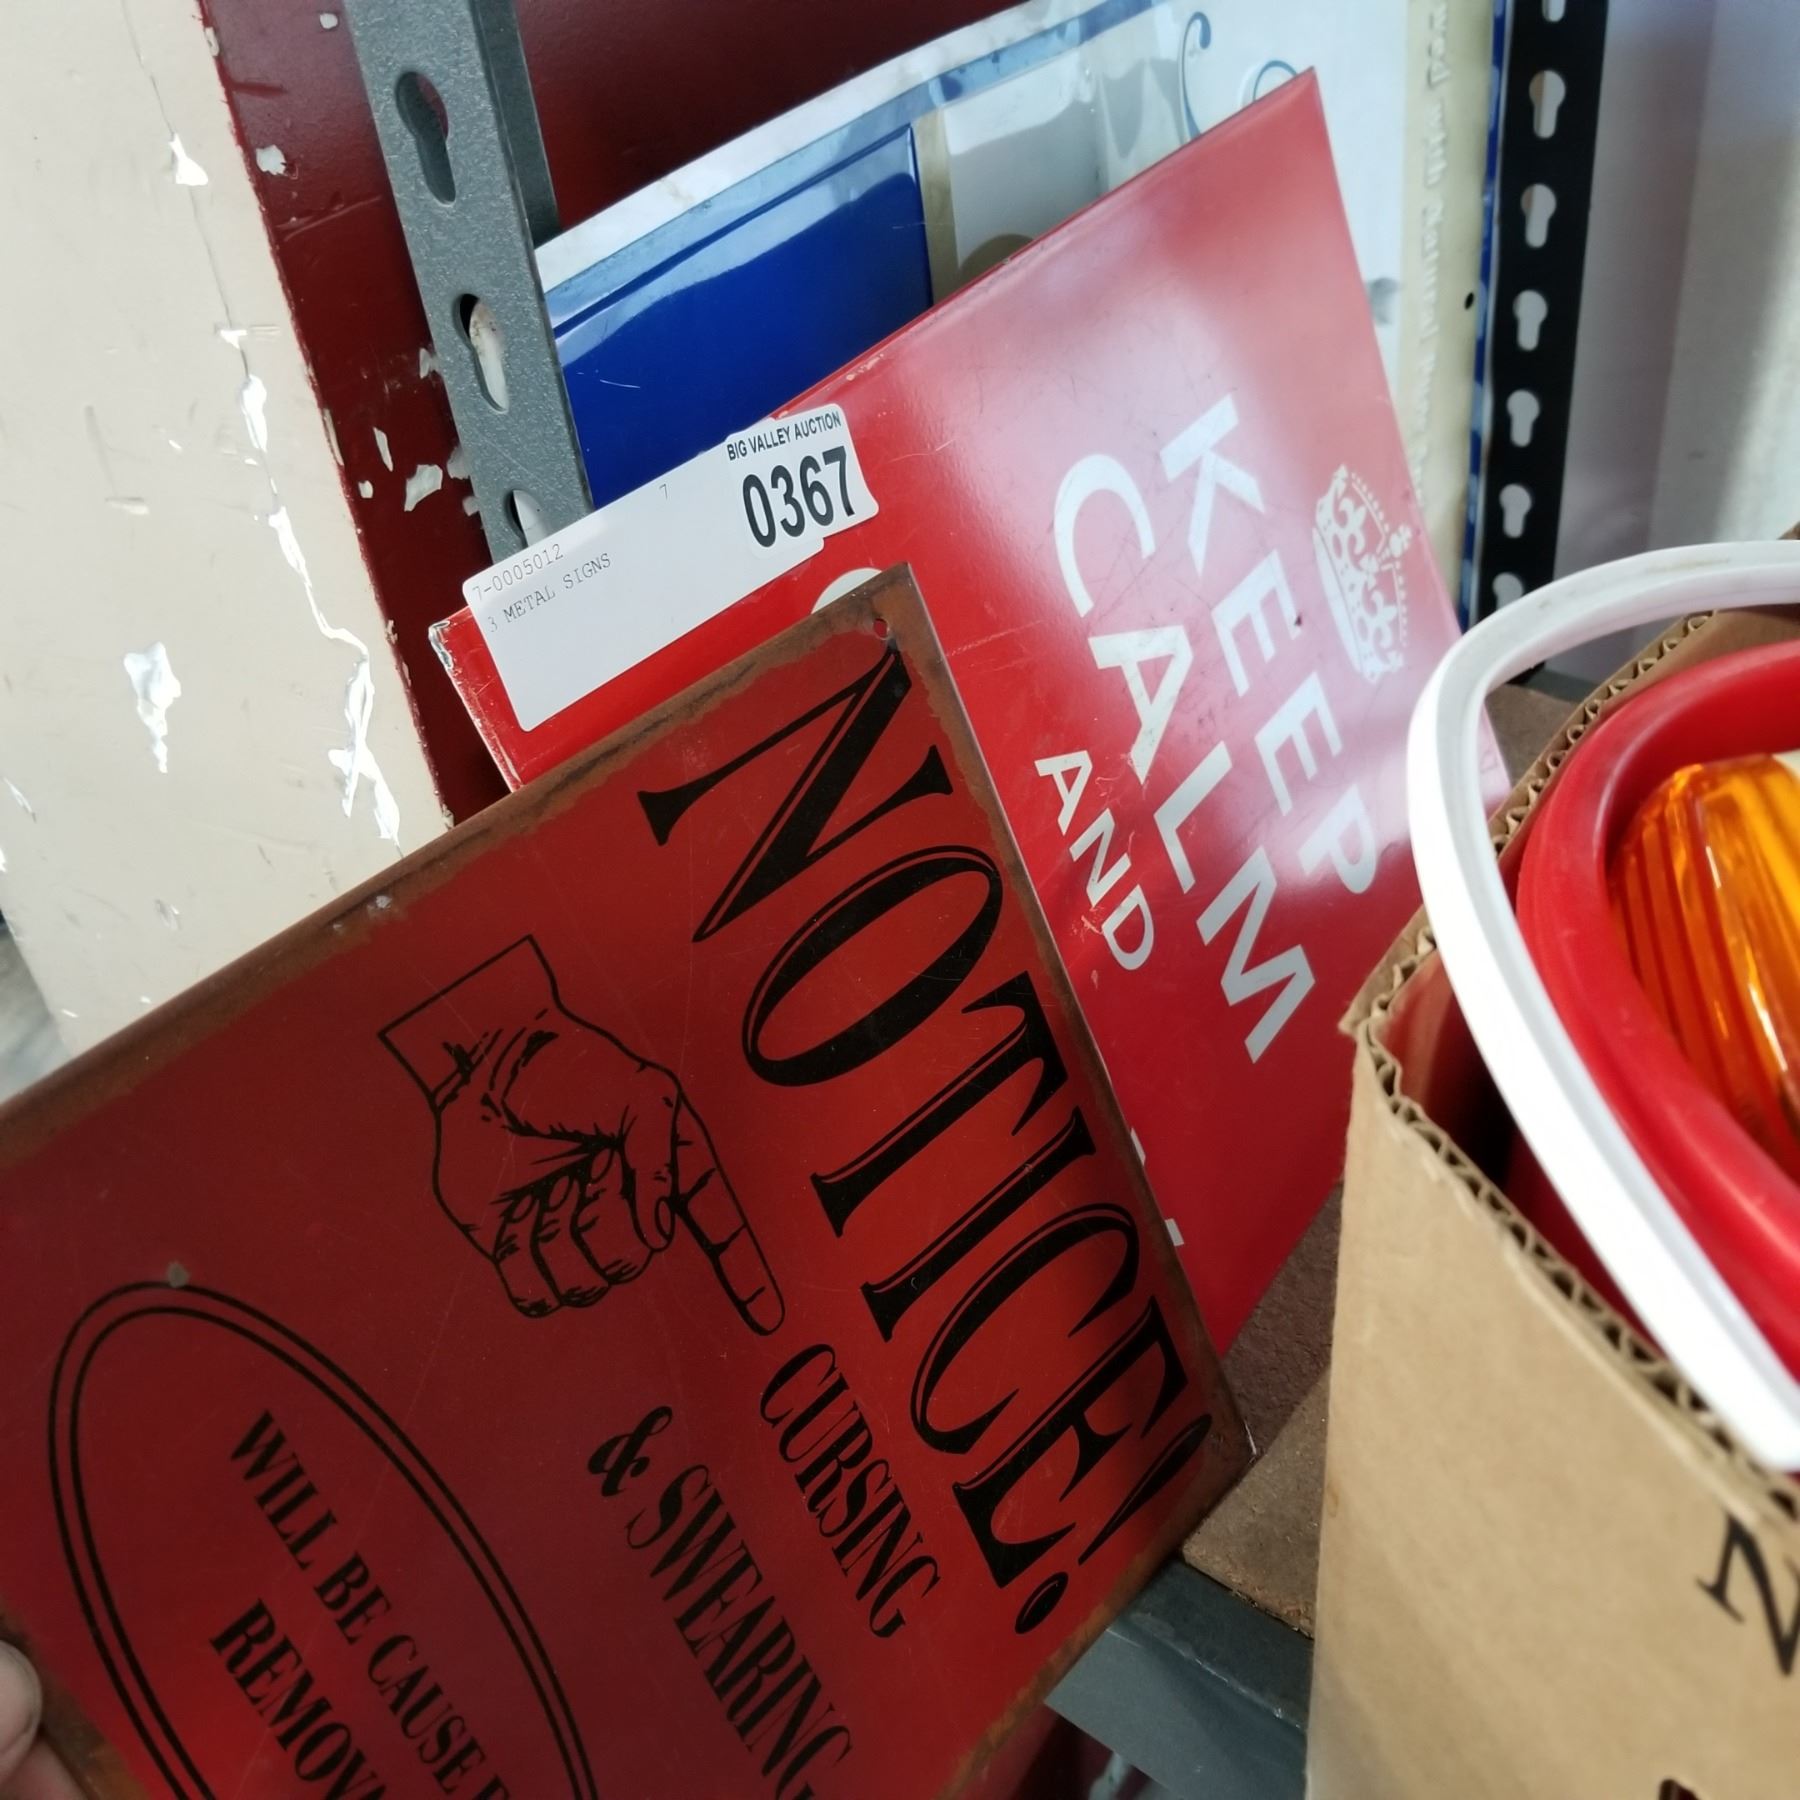 BIG VALLEY AUCTION
0367
7
7-0005012
3 METAL SIGNS
KEEP
CALM
AND
NOTICE!
CURSING
& SWEARING
WILL BE CAUSE
REMOVA
N